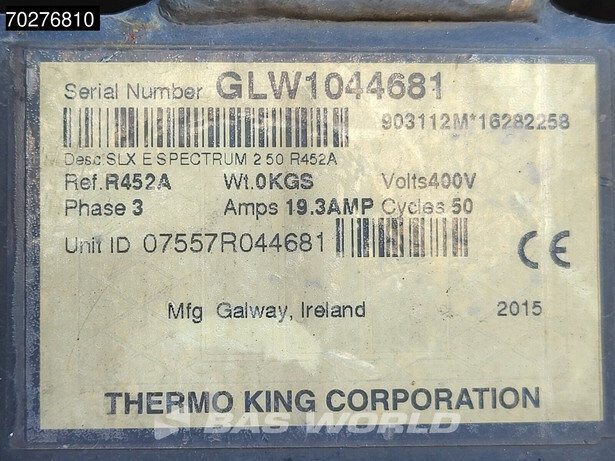 70276810
Serial Number GLW1044681
903112M*16282258
Desc SLX E SPECTRUM 2 50 R452A
Ref.R452A Wt.0KGS Volts400V
Phase 3 Amps 19.3AMP Cycles 50
Unit ID 07557R044681
CE
Mfg Galway, Ireland 2015
THERMO KING CORPORATION
BAS WORLD